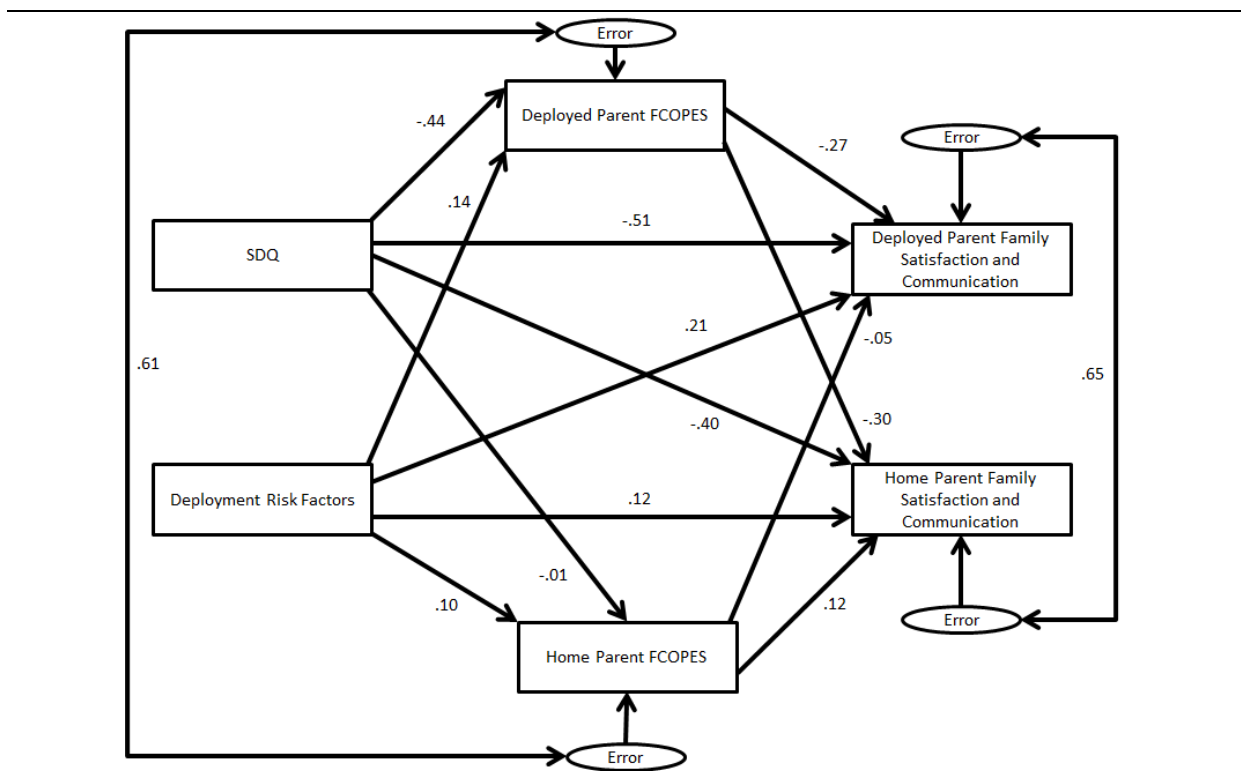 Error
Deployed Parent FCOPES
-.44
-.27
Error
.14
SDQ
-.51
Deployed Parent Family
Satisfaction and
Communication
.21
-.05
.61
.65
-.40
-.30
Deployment Risk Factors
.12
Home Parent Family
Satisfaction and
Communication
-.01
.10
.12
Error
Home Parent FCOPES
Error